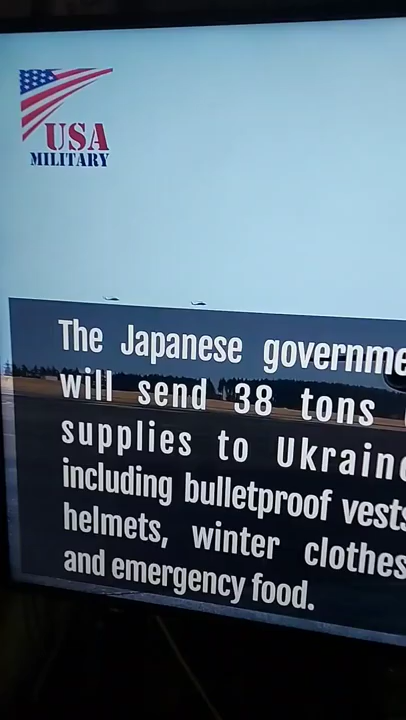 USA
MILITARY
The Japanese governme
will send 38 tons
supplies to Ukraine
including bulletproof vests
helmets, winter clothes
and emergency food.